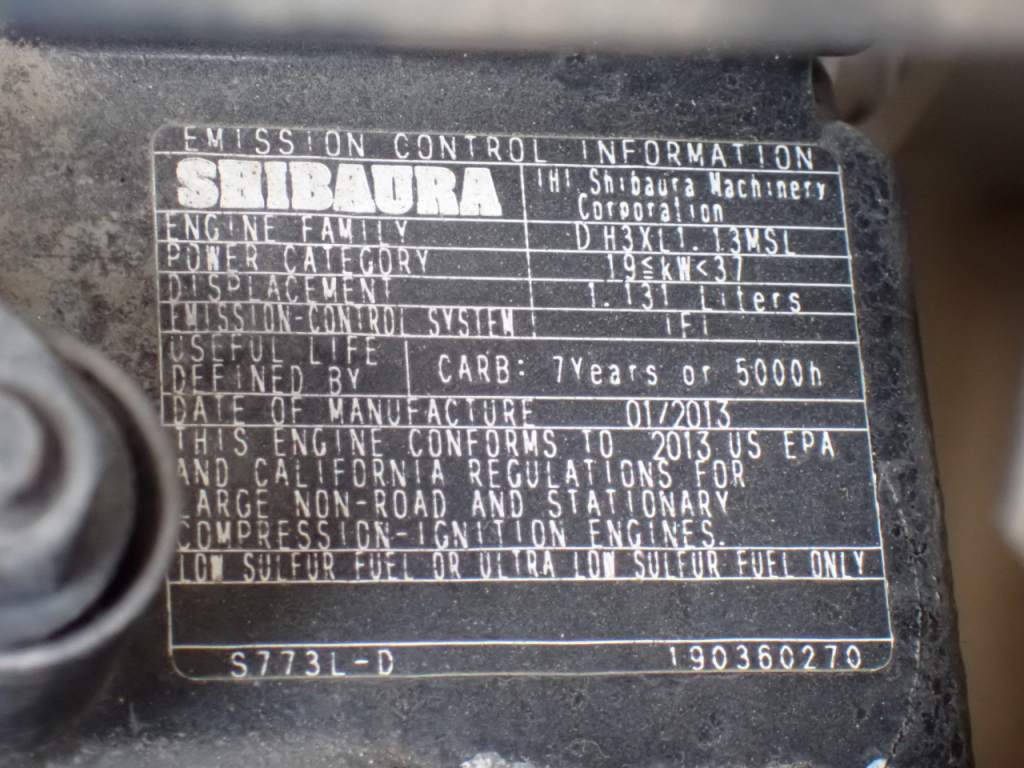 EMISSION CONTROL INFORMATION
SHIBAURA
IHI Shibaura Machinery
Corporation
ENGINE FAMILY DH3XL1.13MSL
POWER CATEGORY 19≦kW<37
DISPLACEMENT 1.131 Liters
EMISSION-CONTROL SYSTEM IFI
USEFUL LIFE
DEFINED BY
CARB: 7Years or 5000h
DATE OF MANUFACTURE 01/2013
THIS ENGINE CONFORMS TO 2013 US EPA
AND CALIFORNIA REGULATIONS FOR
LARGE NON-ROAD AND STATIONARY
COMPRESSION-IGNITION ENGINES.
LOW SULFUR FUEL OR ULTRA LOW SULFUR FUEL ONLY
S773L-D 190360270